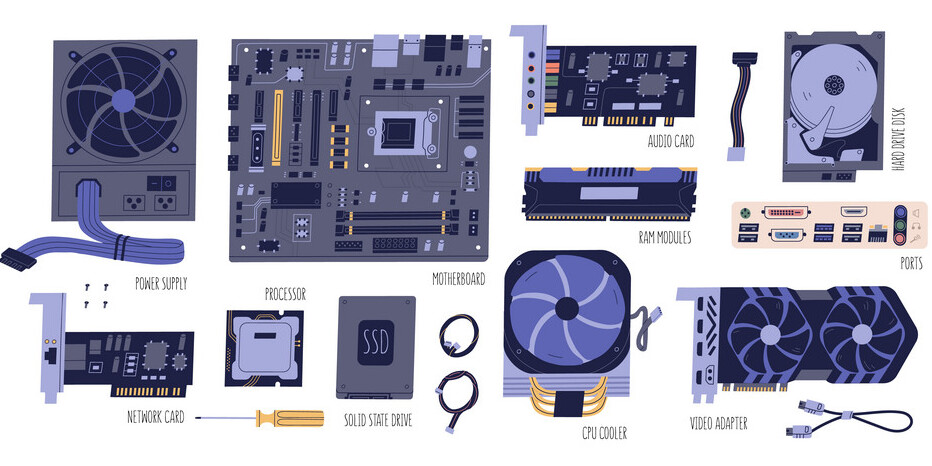 AUDIO CARD
HARD DRIVE DISK
RAM MODULES
PORTS
POWER SUPPLY
MOTHERBOARD
PROCESSOR
SSD
NETWORK CARD
SOLID STATE DRIVE
CPU COOLER
VIDEO ADAPTER